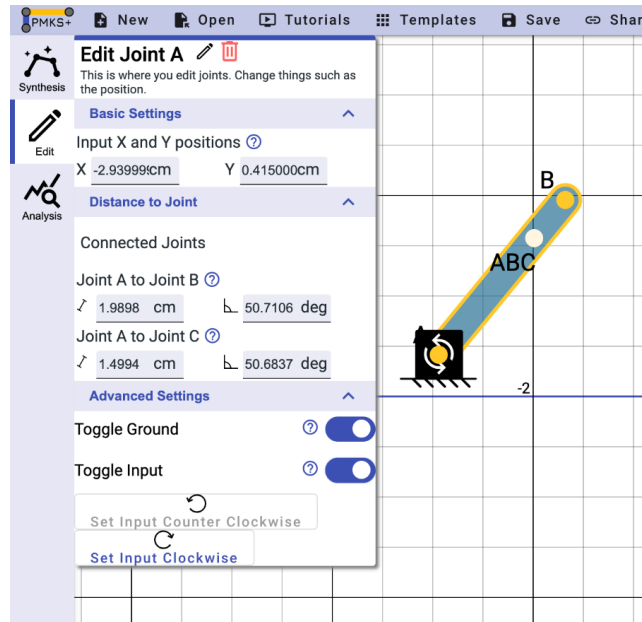 PMKS+ New Open Tutorials Templates Save Shar
Synthesis
Edit
Analysis
Edit Joint A
This is where you edit joints. Change things such as
the position.
Basic Settings
Input X and Y positions ?
X -2.93999!cm Y 0.415000cm
Distance to Joint
Connected Joints
Joint A to Joint B ?
1.9898 cm 50.7106 deg
Joint A to Joint C ?
1.4994 cm 50.6837 deg
Advanced Settings
Toggle Ground ?
Toggle Input ?
Set Input Counter Clockwise
Set Input Clockwise
B
ABC
A
-2